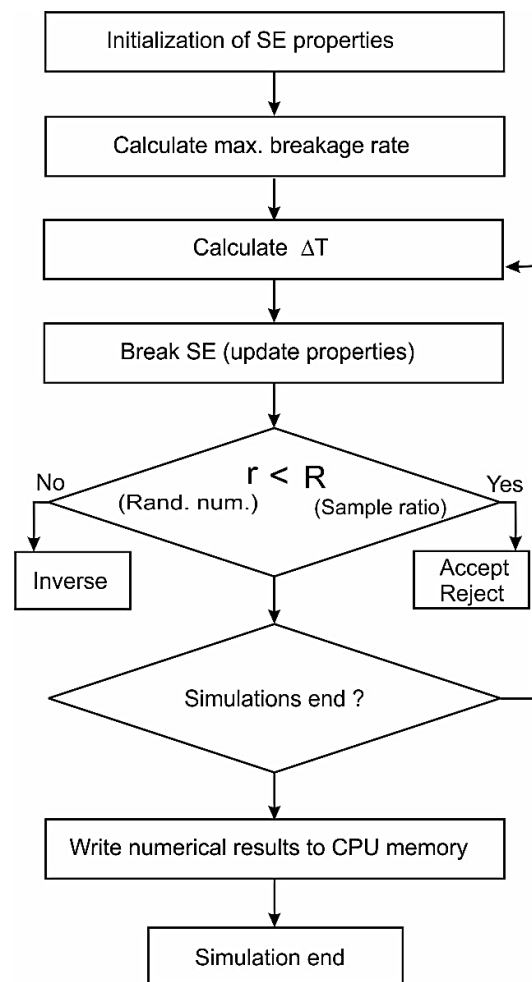 Initialization of SE properties
Calculate max. breakage rate
Calculate ΔT
Break SE (update properties)
No
r < R
Yes
(Rand. num.)
(Sample ratio)
Inverse
Accept
Reject
Simulations end ?
Write numerical results to CPU memory
Simulation end